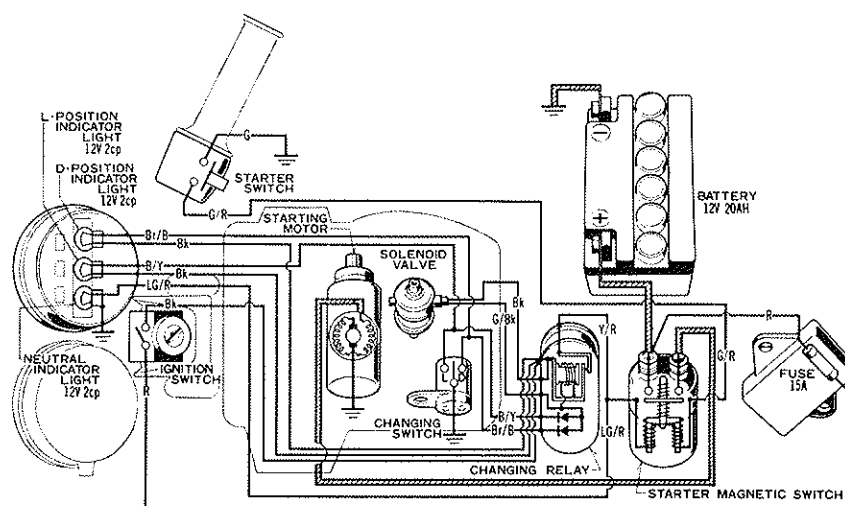 L-POSITION
INDICATOR
LIGHT
12V 2cp
D-POSITION
INDICATOR
LIGHT
12V 2cp
G
STARTER
SWITCH
G/R
STARTING
MOTOR
Br/B
Bk
B/Y
Bk
LG/R
Bk
SOLENOID
VALVE
Bk
G/Bk
Y/R
BATTERY
12V 20AH
R
G/R
FUSE
15A
NEUTRAL
INDICATOR
LIGHT
12V 2cp
IGNITION
SWITCH
R
L
D
CHANGING
SWITCH
B/Y
Br/B
LG/R
CHANGING RELAY
STARTER MAGNETIC SWITCH